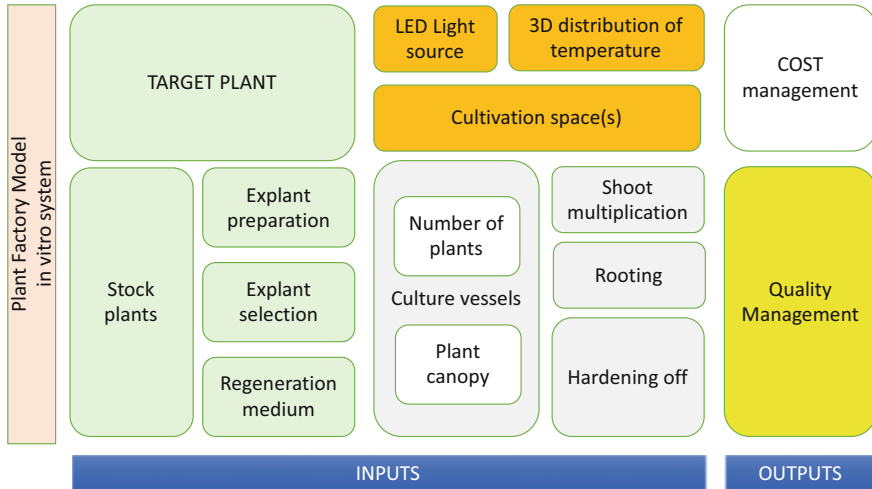 Plant Factory Model
in vitro system
TARGET PLANT
Stock
plants
Explant
preparation
Explant
selection
Regeneration
medium
LED Light
source
3D distribution of
temperature
Cultivation space(s)
Number of
plants
Culture vessels
Plant
canopy
Shoot
multiplication
Rooting
Hardening off
COST
management
Quality
Management
INPUTS
OUTPUTS